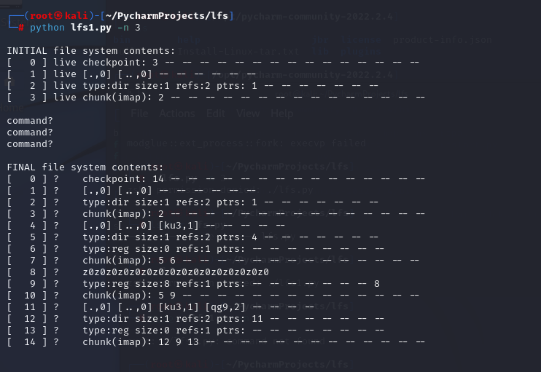 (root㉿kali)-[~/PycharmProjects/lfs]
# python lfs1.py -n 3
INITIAL file system contents:
[   0 ] live checkpoint: 3 -- -- -- -- -- -- -- -- -- -- -- -- -- -- --
[   1 ] live [.,0] [..,0] -- -- -- -- -- --
[   2 ] live type:dir size:1 refs:2 ptrs: 1 -- -- -- -- -- -- --
[   3 ] live chunk(imap): 2 -- -- -- -- -- -- -- -- -- -- -- -- -- -- --
command?
command?
command?
FINAL file system contents:
[   0 ] ?    checkpoint: 14 -- -- -- -- -- -- -- -- -- -- -- -- -- -- --
[   1 ] ?    [.,0] [..,0] -- -- -- -- -- --
[   2 ] ?    type:dir size:1 refs:2 ptrs: 1 -- -- -- -- -- -- --
[   3 ] ?    chunk(imap): 2 -- -- -- -- -- -- -- -- -- -- -- -- -- -- --
[   4 ] ?    [.,0] [..,0] [ku3,1] -- -- -- -- --
[   5 ] ?    type:dir size:1 refs:2 ptrs: 4 -- -- -- -- -- -- --
[   6 ] ?    type:reg size:0 refs:1 ptrs: -- -- -- -- -- -- -- --
[   7 ] ?    chunk(imap): 5 6 -- -- -- -- -- -- -- -- -- -- -- -- -- --
[   8 ] ?    z0z0z0z0z0z0z0z0z0z0z0z0z0z0z0z0
[   9 ] ?    type:reg size:8 refs:1 ptrs: -- -- -- -- -- -- -- 8
[  10 ] ?    chunk(imap): 5 9 -- -- -- -- -- -- -- -- -- -- -- -- -- --
[  11 ] ?    [.,0] [..,0] [ku3,1] [qg9,2] -- -- -- --
[  12 ] ?    type:dir size:1 refs:2 ptrs: 11 -- -- -- -- -- -- --
[  13 ] ?    type:reg size:0 refs:1 ptrs: -- -- -- -- -- -- -- --
[  14 ] ?    chunk(imap): 12 9 13 -- -- -- -- -- -- -- -- -- -- -- -- --